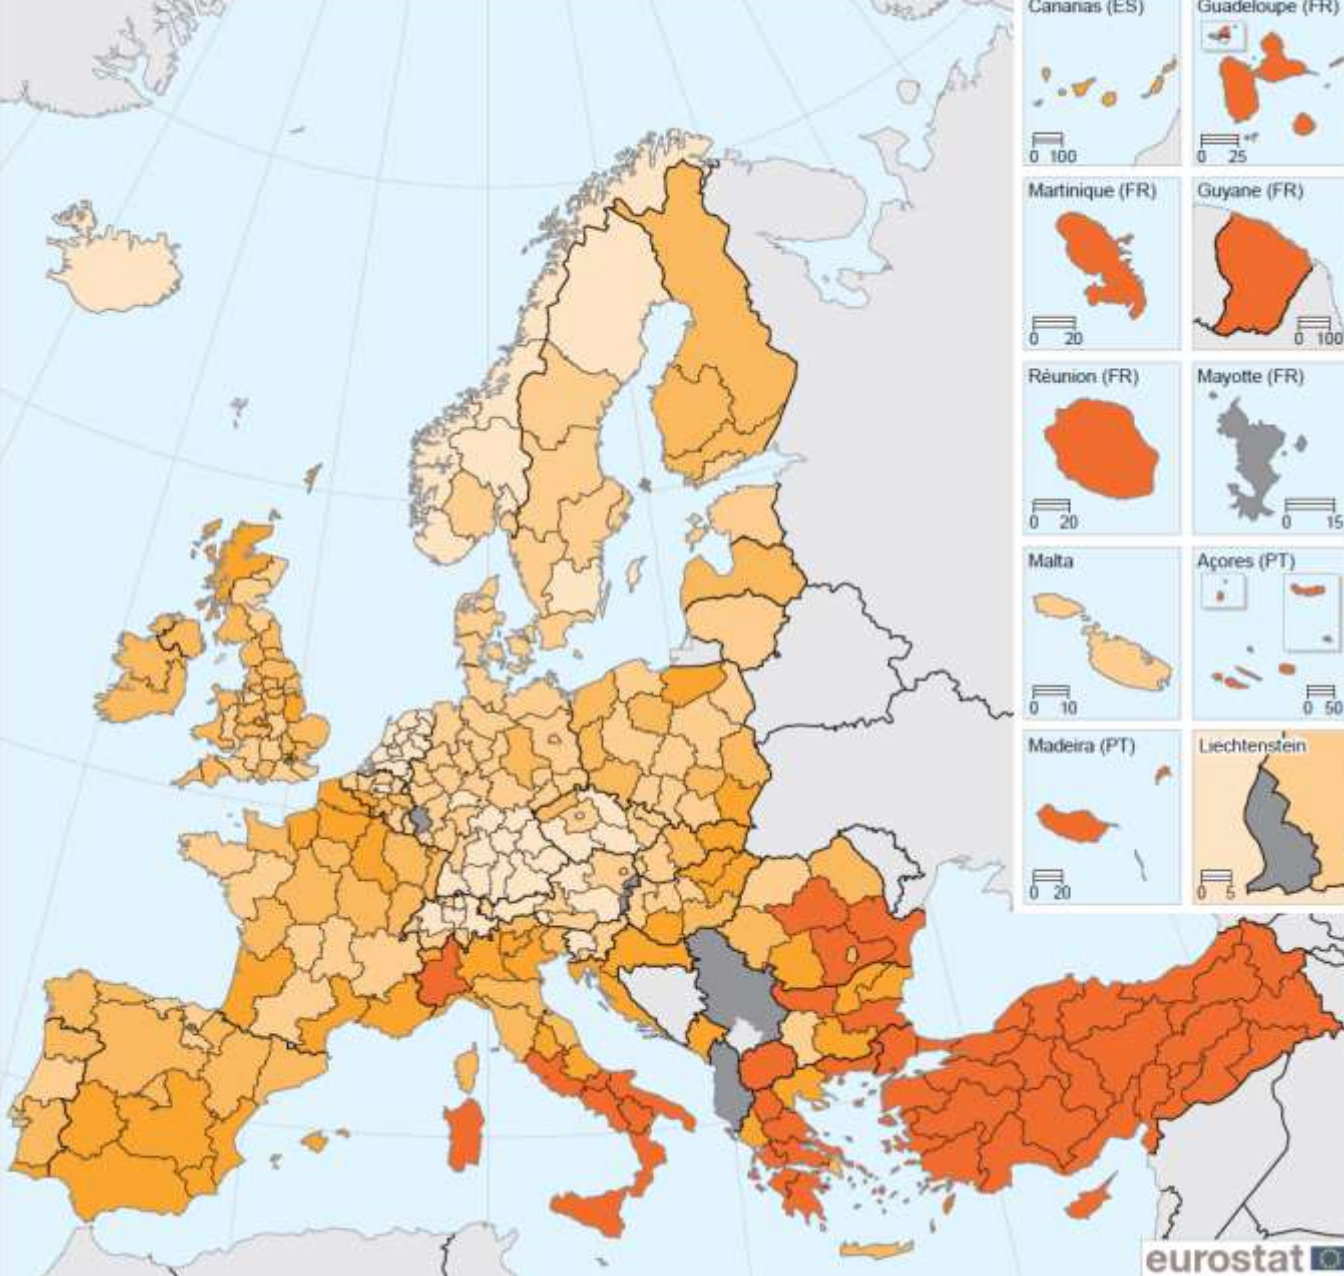 Canarias (ES)
Guadeloupe (FR)
0 100
0 25
Martinique (FR)
Guyane (FR)
0 20
0 100
Réunion (FR)
Mayotte (FR)
0 20
0 15
Malta
Açores (PT)
0 10
0 50
Madeira (PT)
Liechtenstein
0 20
0 5
eurostat